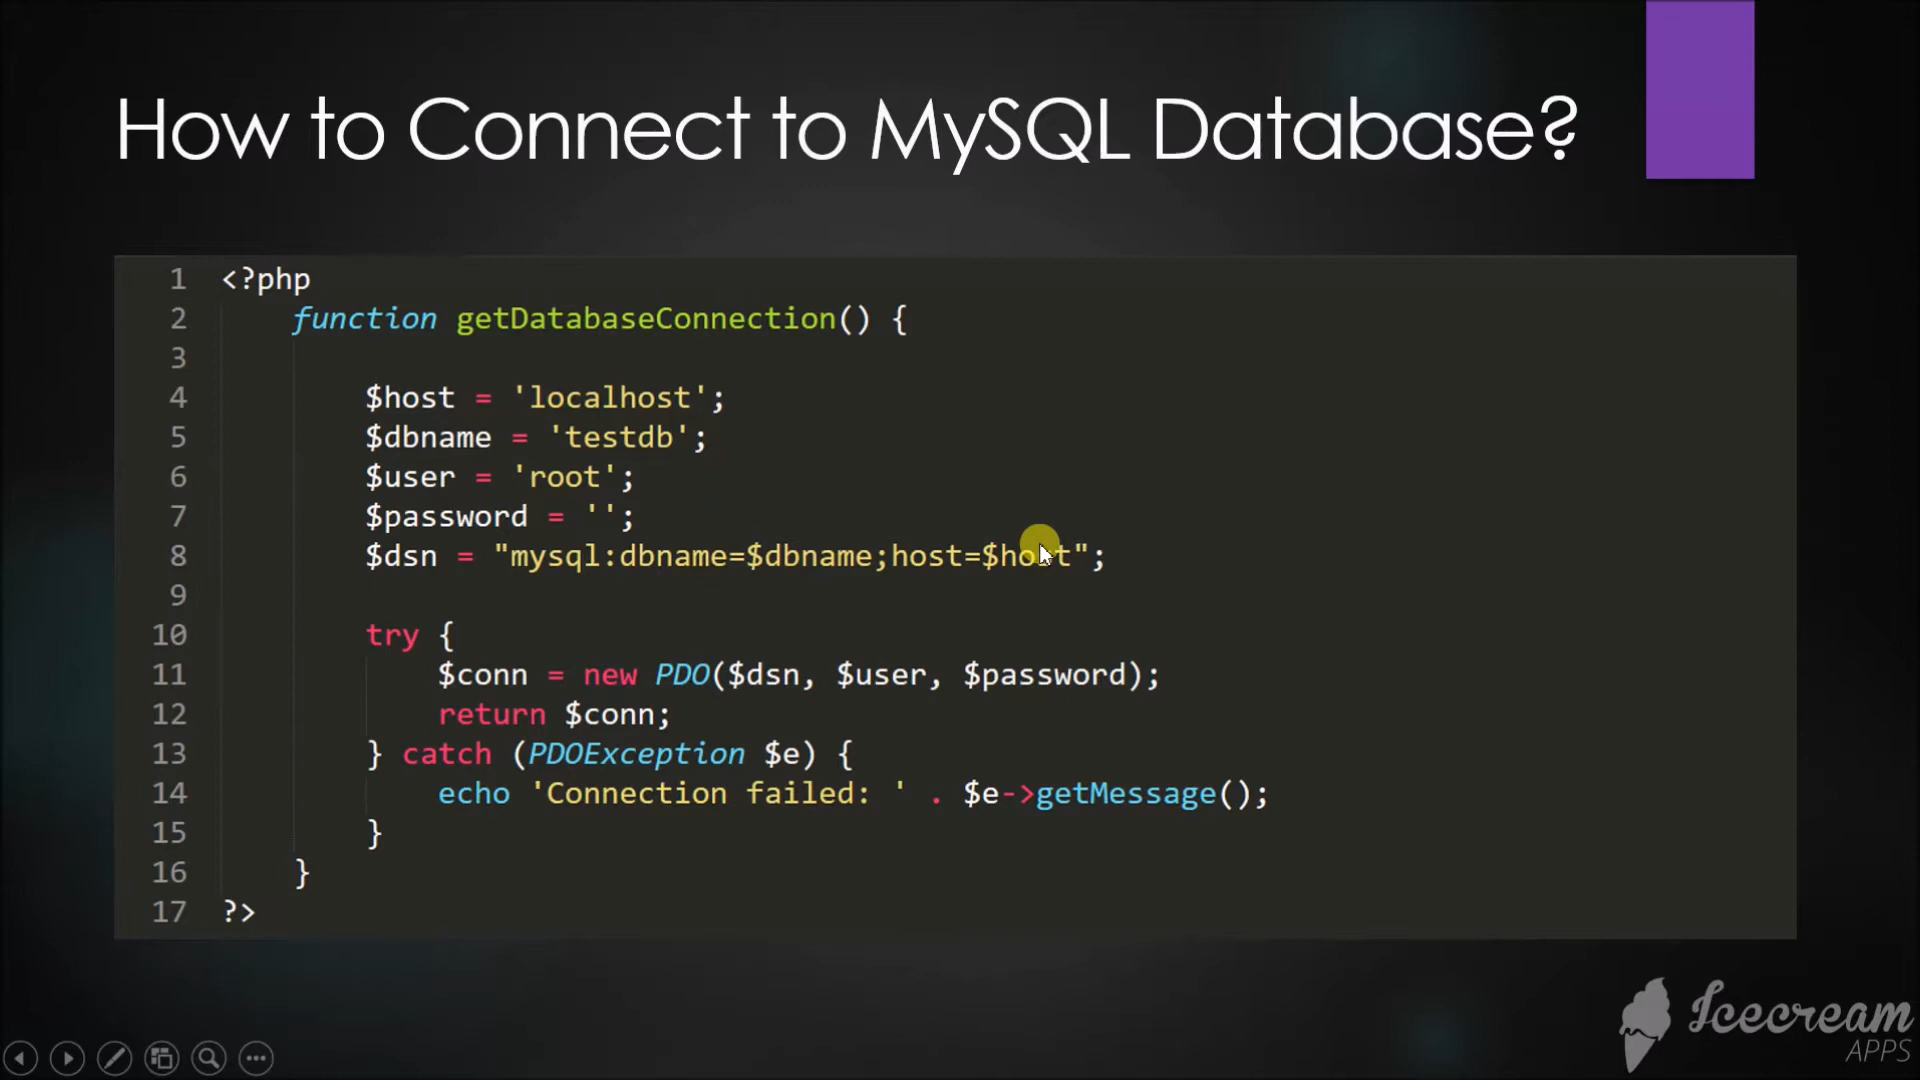 How to Connect to MySQL Database?
1 <?php
2     function getDatabaseConnection() {
3
4         $host = 'localhost';
5         $dbname = 'testdb';
6         $user = 'root';
7         $password = '';
8         $dsn = "mysql:dbname=$dbname;host=$host";
9
10         try {
11             $conn = new PDO($dsn, $user, $password);
12             return $conn;
13         } catch (PDOException $e) {
14             echo 'Connection failed: ' . $e->getMessage();
15         }
16     }
17 ?>
Icecream
APPS